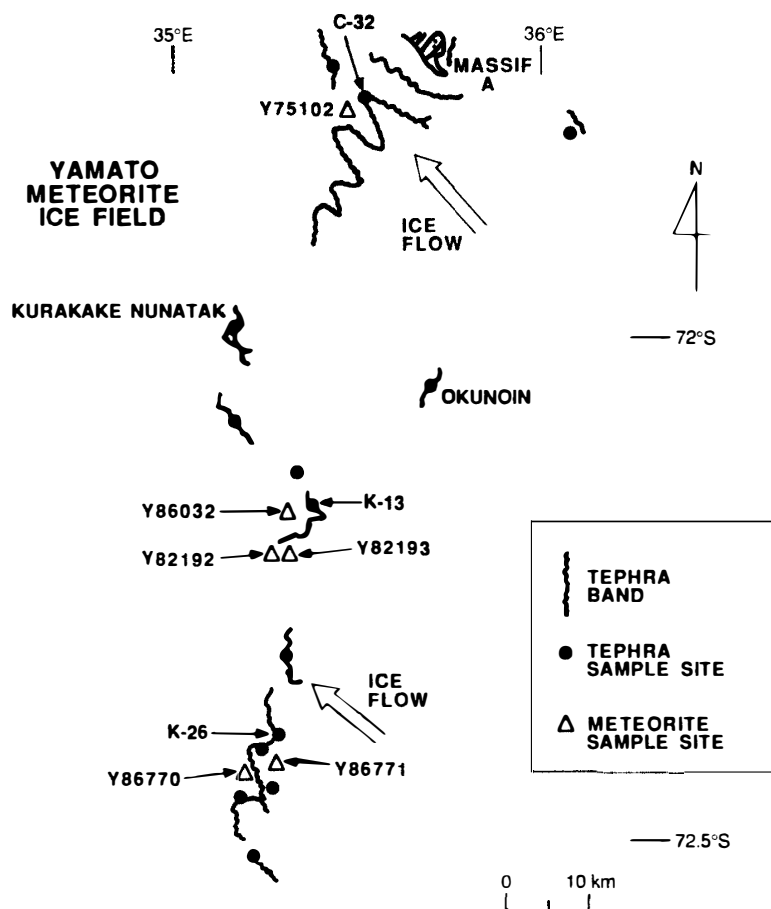 C-32
35°E
36°E
MASSIF
A
Y75102
YAMATO
METEORITE
ICE FIELD
N
ICE
FLOW
KURAKAKE NUNATAK
72°S
OKUNOIN
Y86032
K-13
Y82192
Y82193
TEPHRA
BAND
TEPHRA
SAMPLE SITE
METEORITE
SAMPLE SITE
ICE
FLOW
K-26
Y86770
Y86771
72.5°S
0 10 km